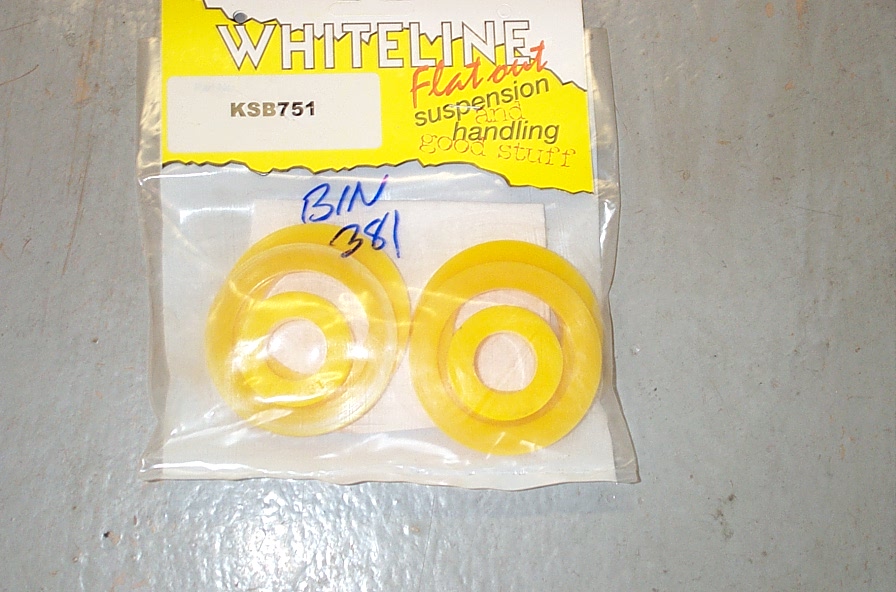 WHITELINE
Flat out
suspension
and
handling
good stuff
KSB751
BIN
381